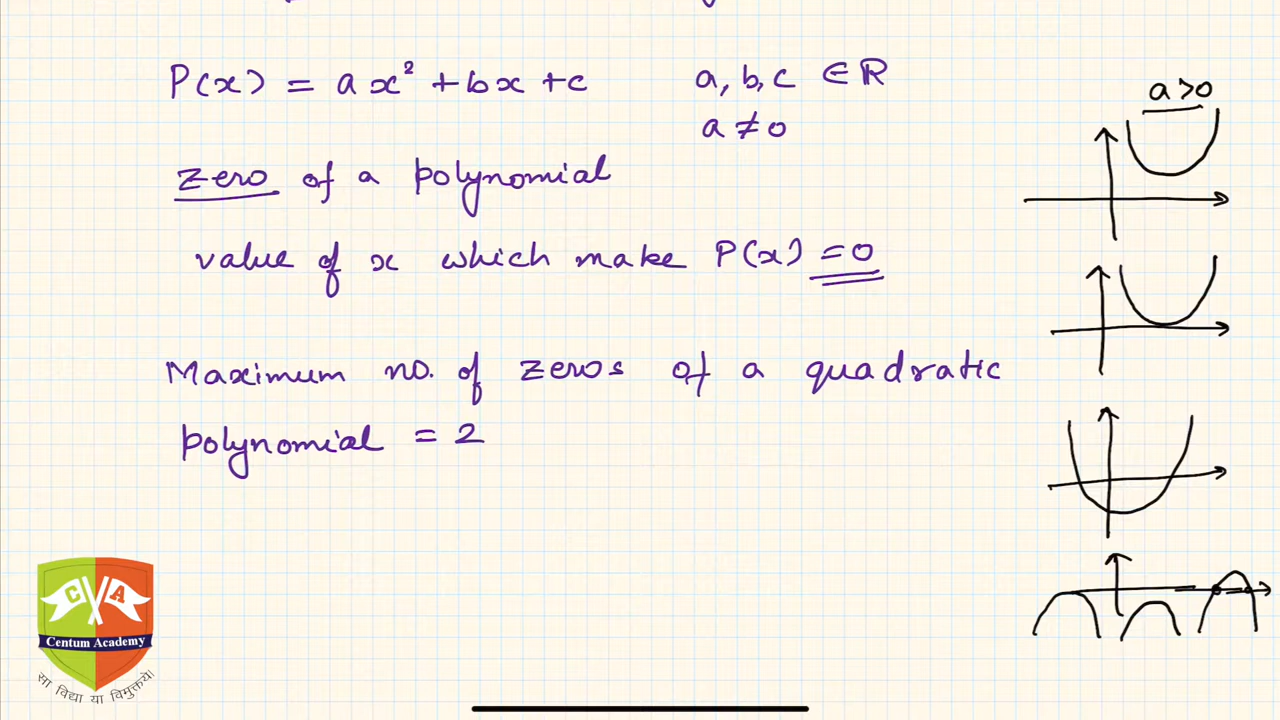 P(x) = ax² + bx + c a, b, c ∈ ℝ
a ≠ 0
a > 0
Zero of a polynomial
value of x which make P(x) = 0
Maximum no. of zeros of a quadratic
polynomial = 2
C A
Centum Academy
सा विद्या या विमुक्तये।